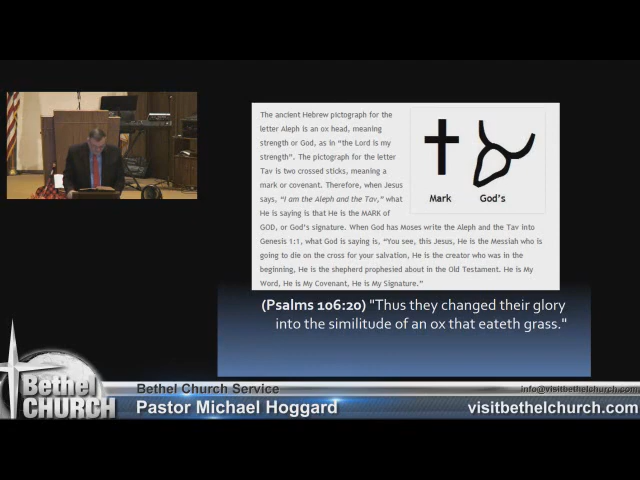 The ancient Hebrew pictograph for the
letter Aleph is an ox head, meaning
strength or God, as in “the Lord is my
strength”. The pictograph for the letter
Tav is two crossed sticks, meaning a
mark or covenant. Therefore, when Jesus
says, “I am the Aleph and the Tav,” what
He is saying is that He is the MARK of
GOD, or God’s signature. When God has Moses write the Aleph and the Tav into
Genesis 1:1, what God is saying is, “You see, this Jesus, He is the Messiah who is
going to die on the cross for your salvation, He is the creator who was in the
beginning, He is the shepherd prophesied about in the Old Testament. He is My
Word, He is My Covenant, He is My Signature.”
Mark God’s
(Psalms 106:20) "Thus they changed their glory
into the similitude of an ox that eateth grass."
Bethel
CHURCH
Bethel Church Service
info@visitbethelchurch.com
Pastor Michael Hoggard
visitbethelchurch.com